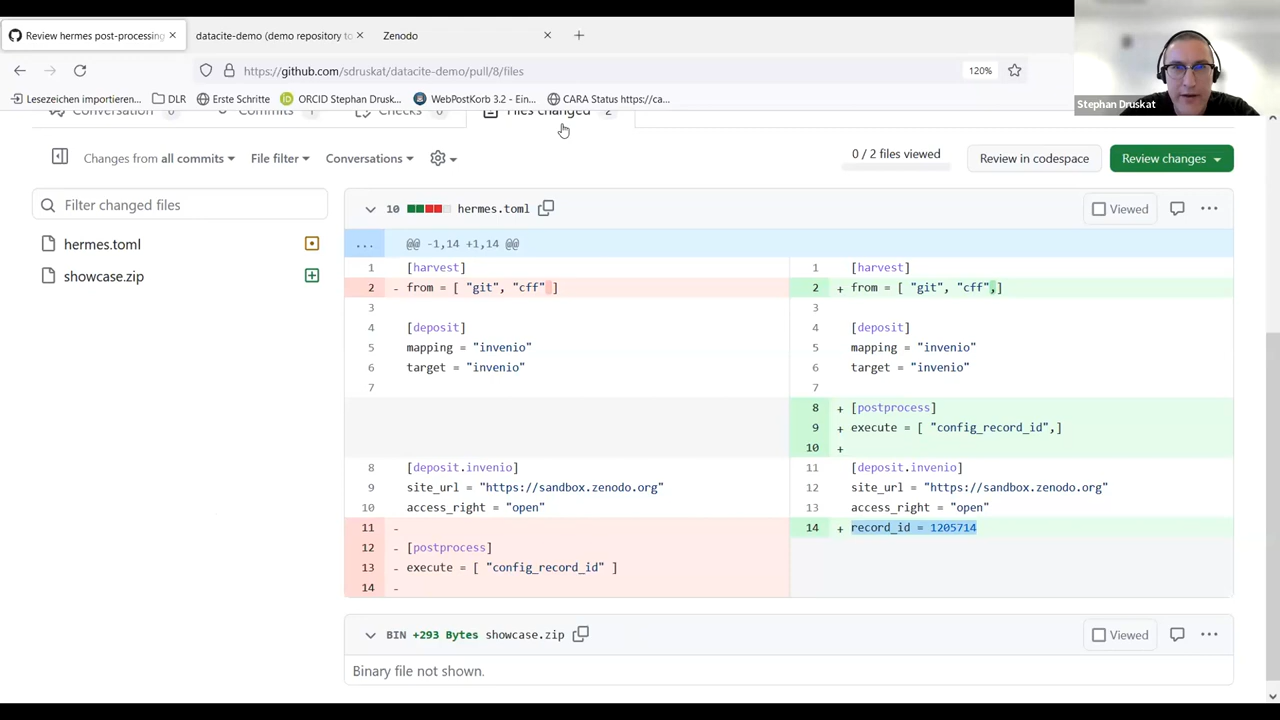 Review hermes post-processing
datacite-demo (demo repository to
Zenodo
https://github.com/sdruskat/datacite-demo/pull/8/files
120%
Lesezeichen importieren...
DLR
Erste Schritte
ORCID Stephan Drusk...
WebPostKorb 3.2 - Ein...
CARA Status https://ca...
Stephan Druskat
Conversation 0
Commits 1
Checks 0
Files changed 2
Changes from all commits
File filter
Conversations
0 / 2 files viewed
Review in codespace
Review changes
Filter changed files
hermes.toml
showcase.zip
10 hermes.toml
Viewed
... @@ -1,14 +1,14 @@
1 [harvest]
2 - from = [ "git", "cff" ]
3
4 [deposit]
5 mapping = "invenio"
6 target = "invenio"
7
8 [deposit.invenio]
9 site_url = "https://sandbox.zenodo.org"
10 access_right = "open"
11 -
12 - [postprocess]
13 - execute = [ "config_record_id" ]
14 -
1 [harvest]
2 + from = [ "git", "cff",]
3
4 [deposit]
5 mapping = "invenio"
6 target = "invenio"
7
8 + [postprocess]
9 + execute = [ "config_record_id",]
10 +
11 [deposit.invenio]
12 site_url = "https://sandbox.zenodo.org"
13 access_right = "open"
14 + record_id = 1205714
BIN +293 Bytes showcase.zip
Viewed
Binary file not shown.